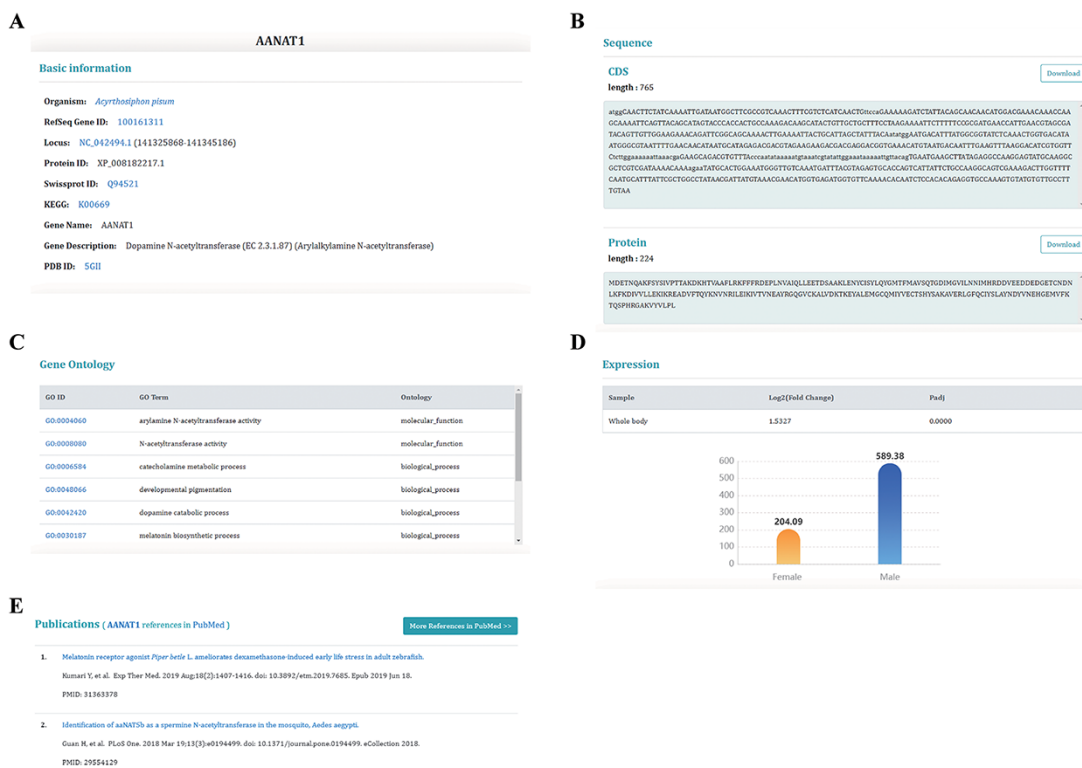 A
AANAT1
Basic information
Organism: Acyrthosiphon pisum
RefSeq Gene ID: 100161311
Locus: NC_042494.1 (141325868-141345186)
Protein ID: XP_008182217.1
Swissprot ID: Q94521
KEGG: K00669
Gene Name: AANAT1
Gene Description: Dopamine N-acetyltransferase (EC 2.3.1.87) (Arylalkylamine N-acetyltransferase)
PDB ID: 5GII
B
Sequence
CDS
Download
length : 765
TGTAA
Protein
Download
length : 224
MDETNQAKFSYSIVPTTAKDKHTVAAFLRKFFFRDEPLNVAIQLLEETDSAAKLENYCISYLQYGMTFMAVSQTGDIMGVILNNIMHRDDVEEDDEDGETCNDN
LKFKDIVVLLEKIKREADVFTQYKNVNRILEIKIVTVNEAYRGQGVCKALVDKTKEYALEMGCQMIYVECTSHYSAKAVERLGFQCIYSLAYNDYVNEHGEMVFK
TQSPHRGAKVYVLPL
C
Gene Ontology
GO ID GO Term Ontology
GO:0004060 arylamine N-acetyltransferase activity molecular_function
GO:0008080 N-acetyltransferase activity molecular_function
GO:0006584 catecholamine metabolic process biological_process
GO:0048066 developmental pigmentation biological_process
GO:0042420 dopamine catabolic process biological_process
GO:0030187 melatonin biosynthetic process biological_process
D
Expression
Sample Log2(Fold Change) Padj
Whole body 1.5327 0.0000
600
500
400
300
200
100
0
204.09
589.38
Female Male
E
Publications ( AANAT1 references in PubMed )
More References in PubMed >>
1. Melatonin receptor agonist Piper betle L. ameliorates dexamethasone-induced early life stress in adult zebrafish.
Kumari Y, et al. Exp Ther Med. 2019 Aug;18(2):1407-1416. doi: 10.3892/etm.2019.7685. Epub 2019 Jun 18.
PMID: 31363378
2. Identification of aaNAT5b as a spermine N-acetyltransferase in the mosquito, Aedes aegypti.
Guan H, et al. PLoS One. 2018 Mar 19;13(3):e0194499. doi: 10.1371/journal.pone.0194499. eCollection 2018.
PMID: 29554129